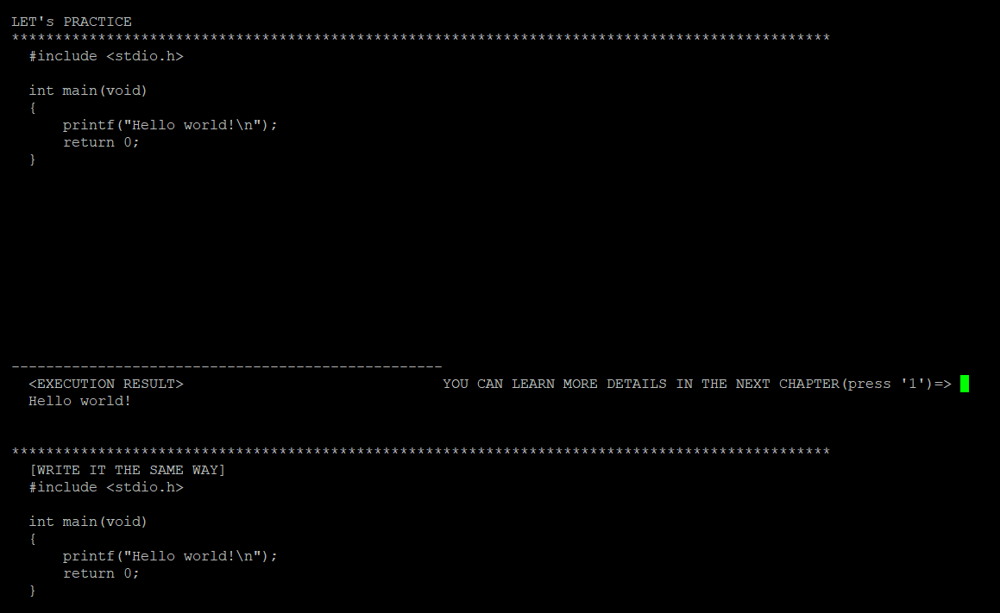 LET's PRACTICE
***********************************************************************************************
#include <stdio.h>
int main(void)
{
printf("Hello world!\n");
return 0;
}
--------------------------------------------------
<EXECUTION RESULT> YOU CAN LEARN MORE DETAILS IN THE NEXT CHAPTER(press '1')=>
Hello world!
***********************************************************************************************
[WRITE IT THE SAME WAY]
#include <stdio.h>
int main(void)
{
printf("Hello world!\n");
return 0;
}